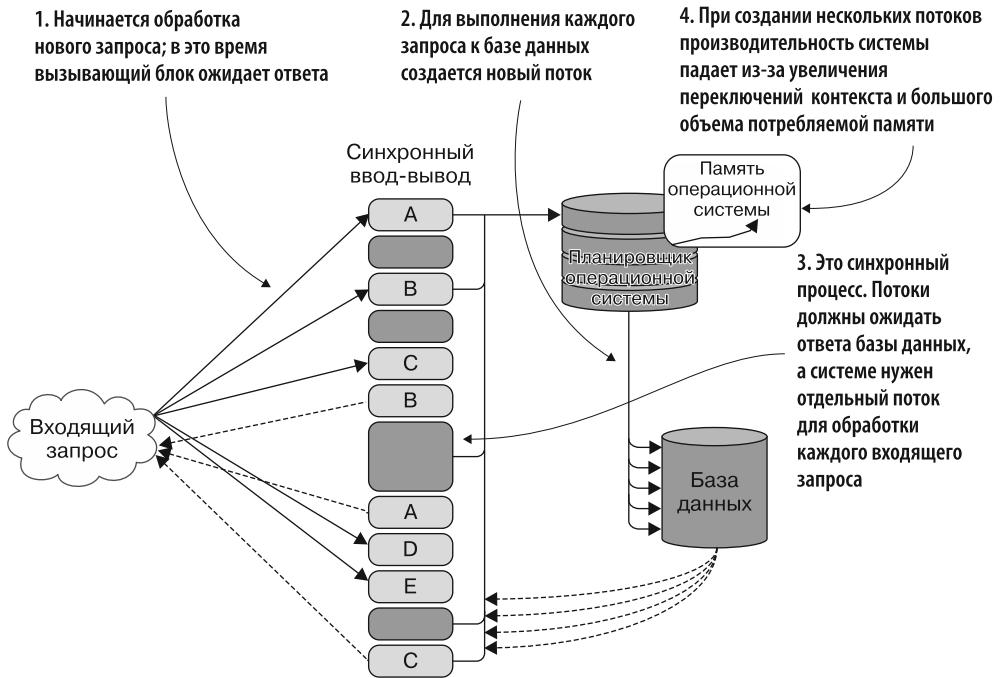 1. Начинается обработка
нового запроса; в это время
вызывающий блок ожидает ответа
2. Для выполнения каждого
запроса к базе данных
создается новый поток
4. При создании нескольких потоков
производительность системы
падает из-за увеличения
переключений контекста и большого
объема потребляемой памяти
Синхронный
ввод-вывод
A
B
C
B
A
D
E
C
Входящий
запрос
Память
операционной
системы
Планировщик
операционной
системы
3. Это синхронный
процесс. Потоки
должны ожидать
ответа базы данных,
а системе нужен
отдельный поток
для обработки
каждого входящего
запроса
База
данных